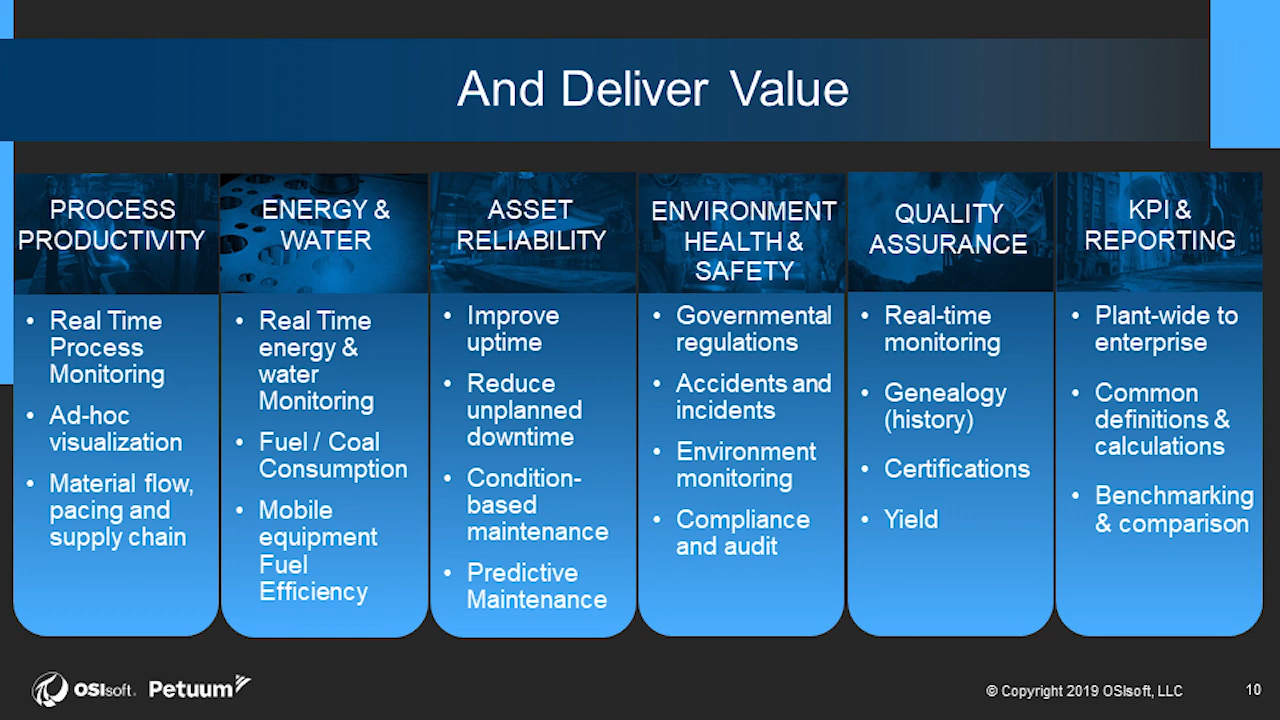 And Deliver Value
PROCESS
PRODUCTIVITY
• Real Time
Process
Monitoring
• Ad-hoc
visualization
• Material flow,
pacing and
supply chain
ENERGY &
WATER
• Real Time
energy &
water
Monitoring
• Fuel / Coal
Consumption
• Mobile
equipment
Fuel
Efficiency
ASSET
RELIABILITY
• Improve
uptime
• Reduce
unplanned
downtime
• Condition-
based
maintenance
• Predictive
Maintenance
ENVIRONMENT
HEALTH &
SAFETY
• Governmental
regulations
• Accidents and
incidents
• Environment
monitoring
• Compliance
and audit
QUALITY
ASSURANCE
• Real-time
monitoring
• Genealogy
(history)
• Certifications
• Yield
KPI &
REPORTING
• Plant-wide to
enterprise
• Common
definitions &
calculations
• Benchmarking
& comparison
OSIsoft. Petuum
© Copyright 2019 OSIsoft, LLC
10